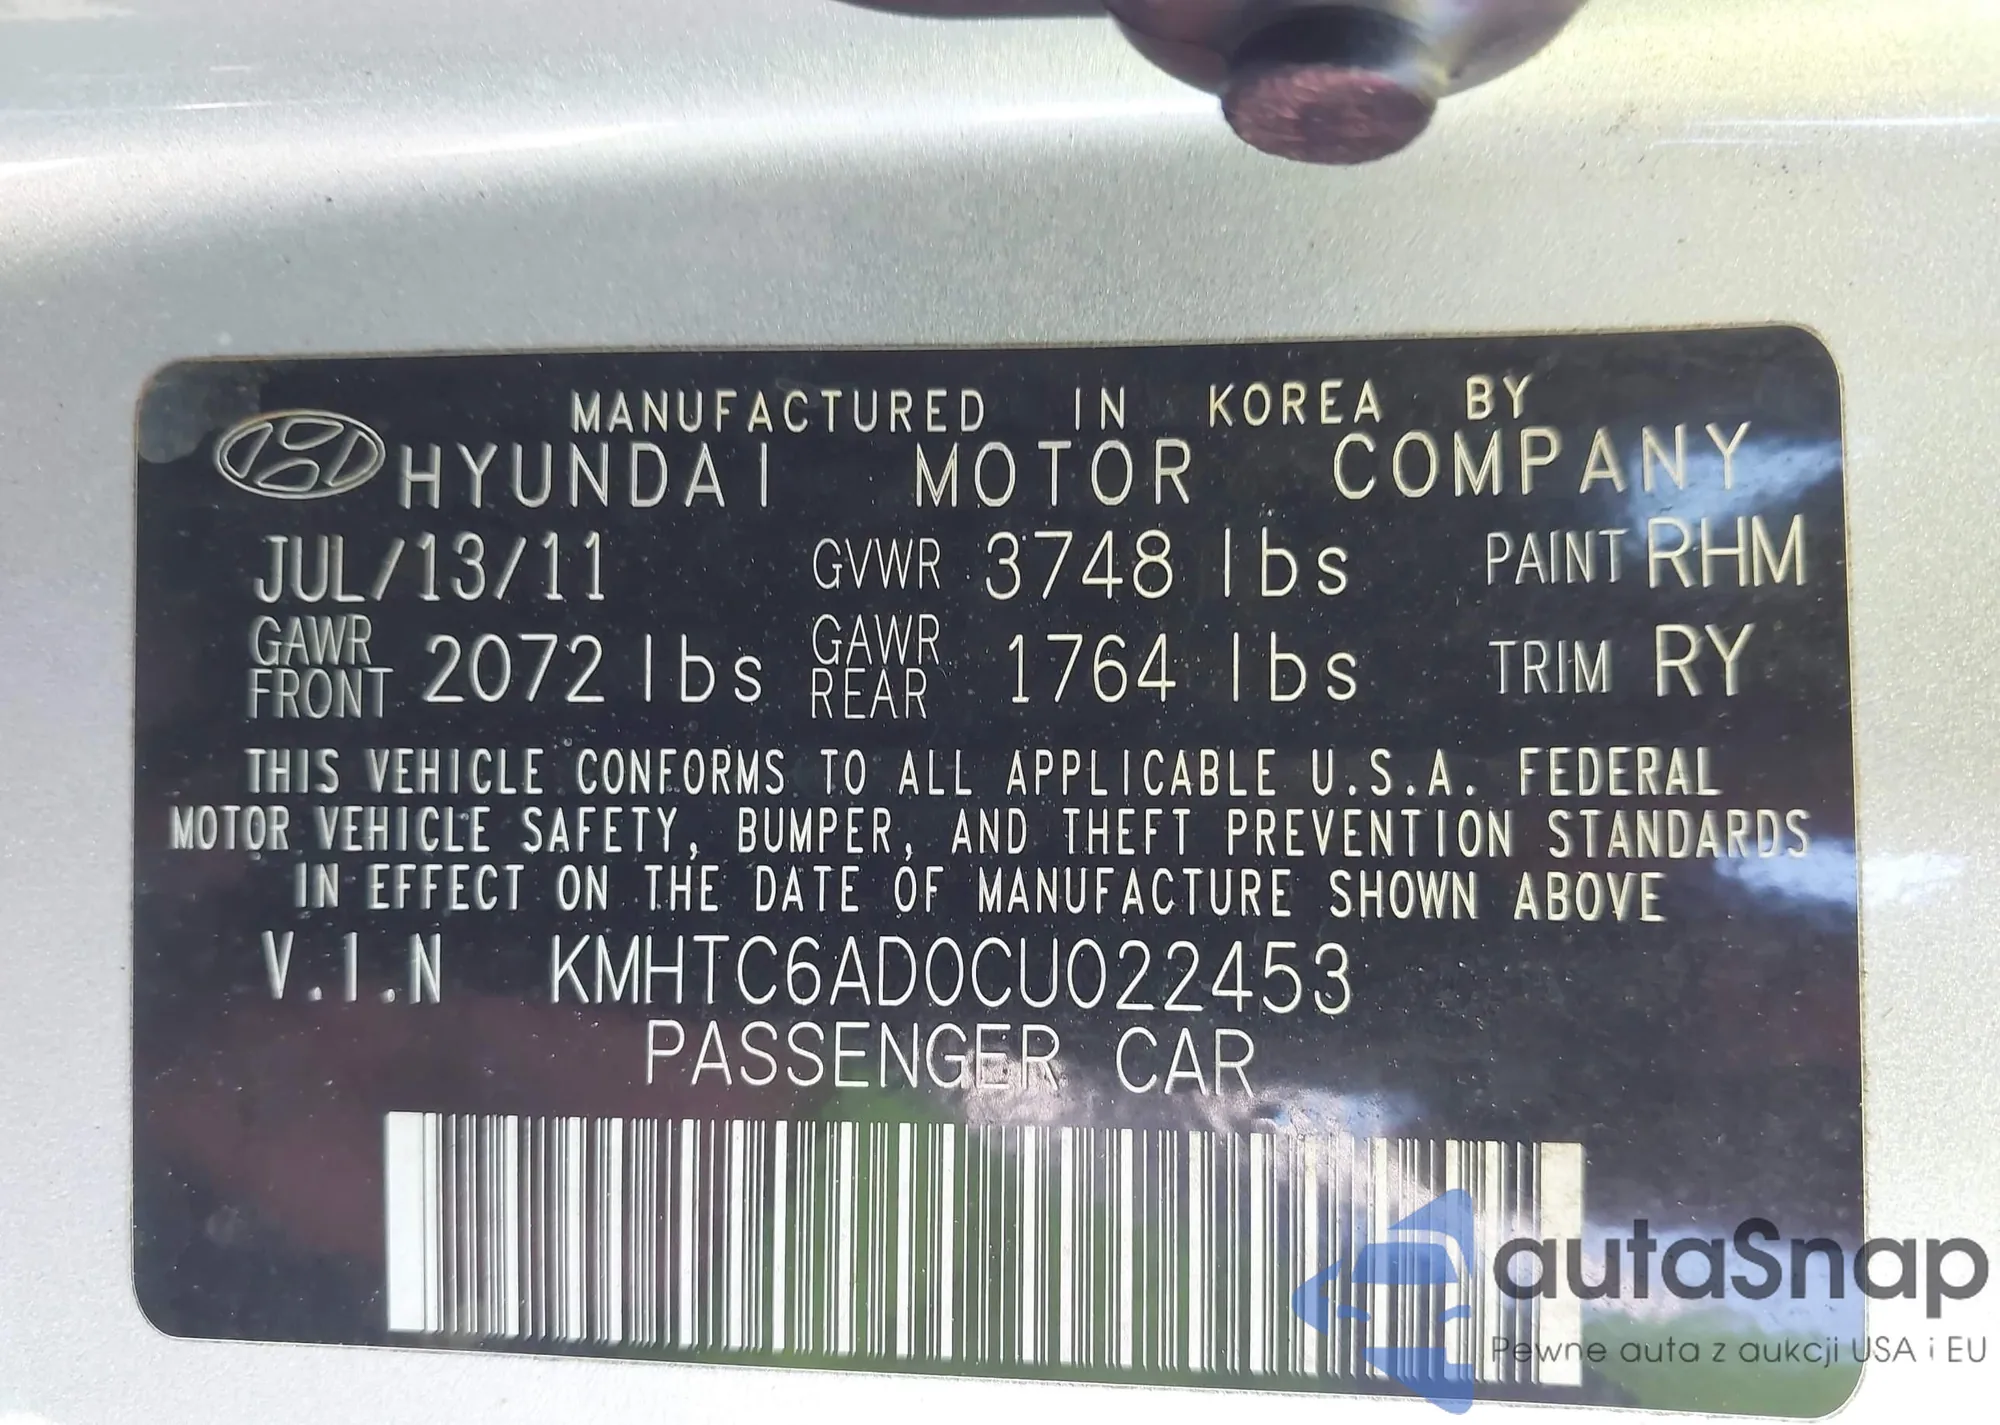 MANUFACTURED IN KOREA BY
HYUNDAI MOTOR COMPANY
JUL/13/11 GVWR 3748 lbs PAINT RHM
GAWR FRONT 2072 lbs GAWR REAR 1764 lbs TRIM RY
THIS VEHICLE CONFORMS TO ALL APPLICABLE U.S.A. FEDERAL
MOTOR VEHICLE SAFETY, BUMPER, AND THEFT PREVENTION STANDARDS
IN EFFECT ON THE DATE OF MANUFACTURE SHOWN ABOVE
V.I.N KMHTC6AD0CU022453
PASSENGER CAR
autaSnap
Pewne auta z aukcji USA i EU